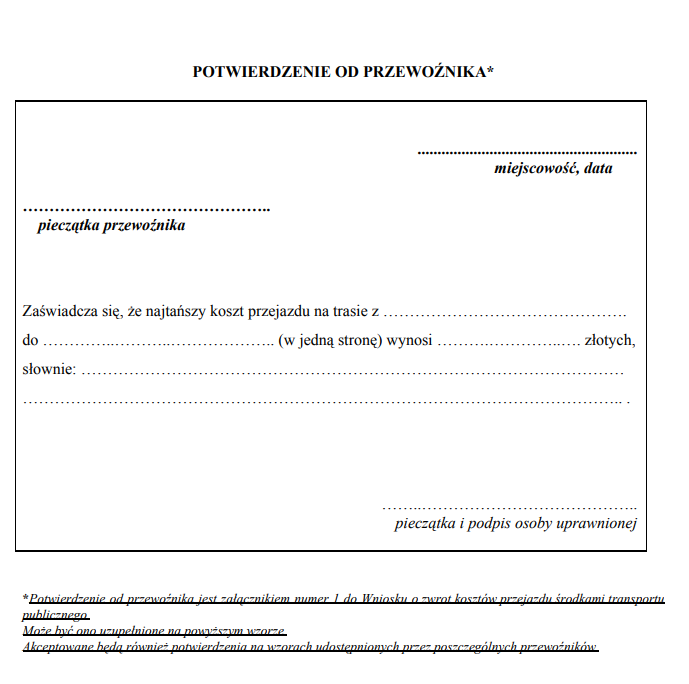 POTWIERDZENIE OD PRZEWOŹNIKA*
......................................................
miejscowość, data
………………………………………..
pieczątka przewoźnika
Zaświadcza się, że najtańszy koszt przejazdu na trasie z ……………………………………….
do …………..………..……………….. (w jedną stronę) wynosi ……….…………..…. złotych,
słownie: …………………………………………………………………………………………
…………………………………………………………………………………………………….. .
……..…………………………………..
pieczątka i podpis osoby uprawnionej
*Potwierdzenie od przewoźnika jest załącznikiem numer 1 do Wniosku o zwrot kosztów przejazdu środkami transportu
publicznego.
Może być ono uzupełnione na powyższym wzorze.
Akceptowane będą również potwierdzenia na wzorach udostępnionych przez poszczególnych przewoźników.